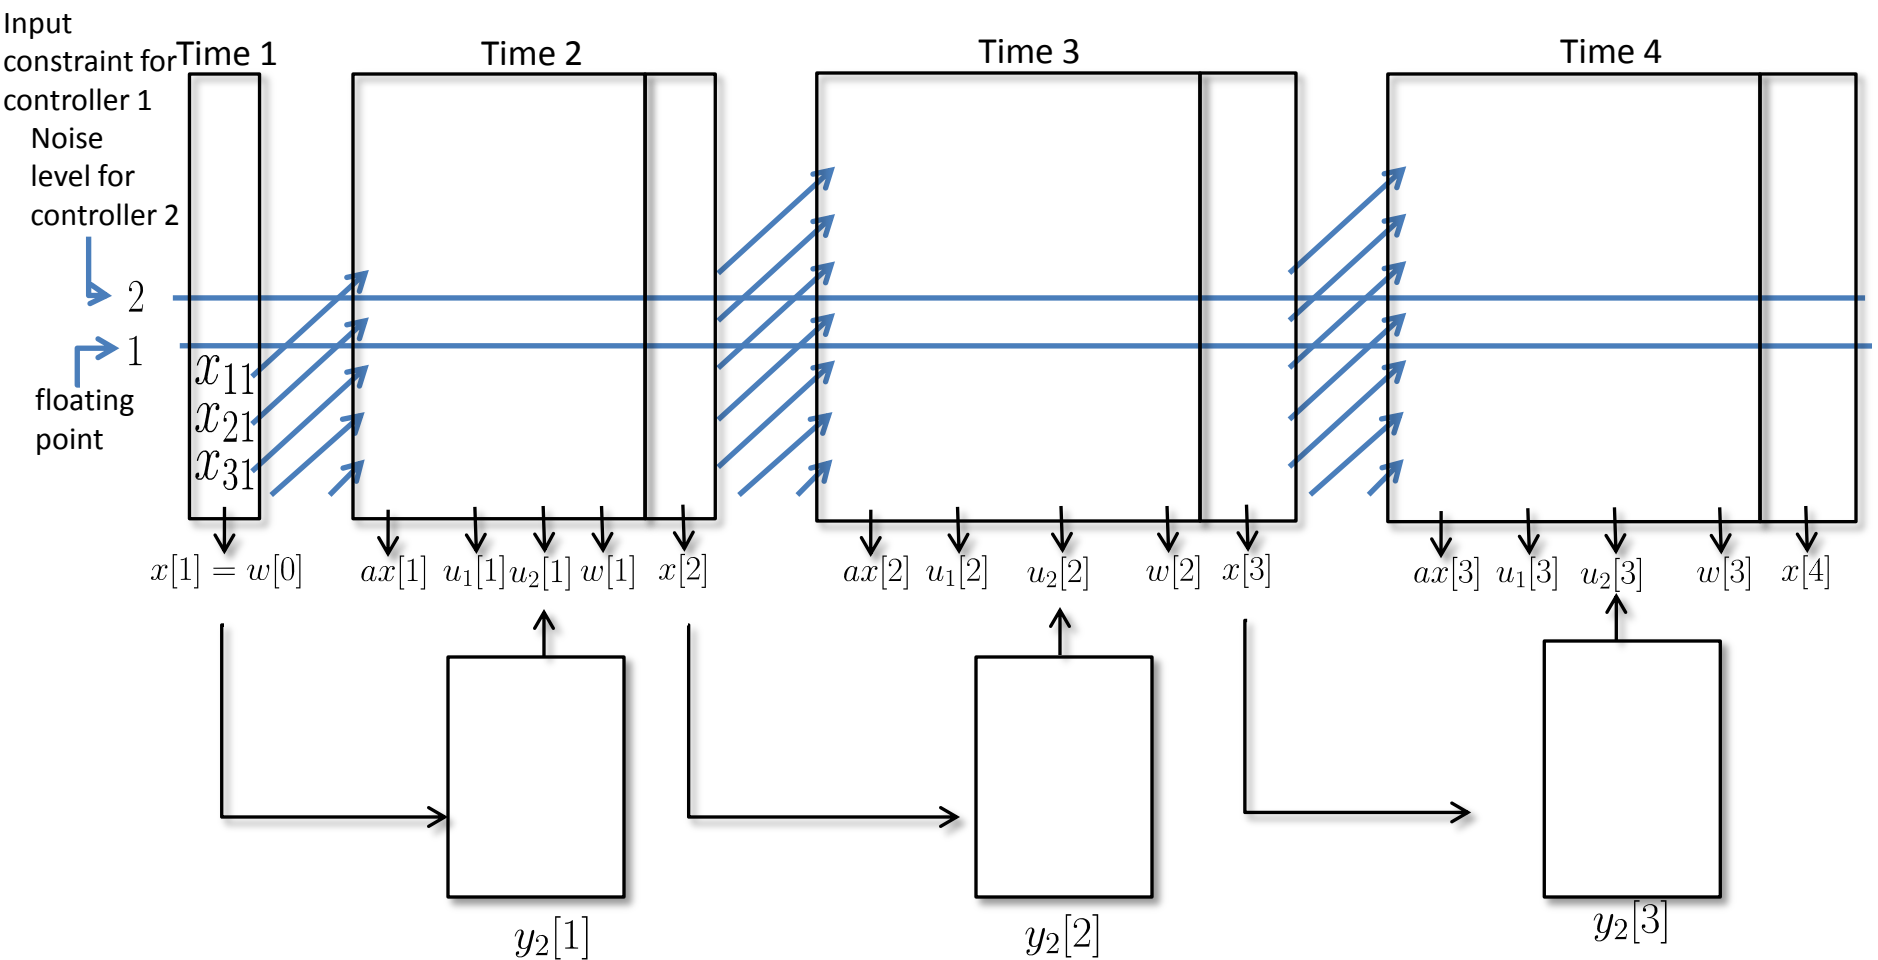 Input
constraint for
controller 1
Time 1
Time 2
Time 3
Time 4
Noise
level for
controller 2
2
1
floating
point
x11
x21
x31
x[1] = w[0]
ax[1] u1[1] u2[1] w[1] x[2]
ax[2] u1[2] u2[2] w[2] x[3]
ax[3] u1[3] u2[3] w[3] x[4]
y2[1]
y2[2]
y2[3]